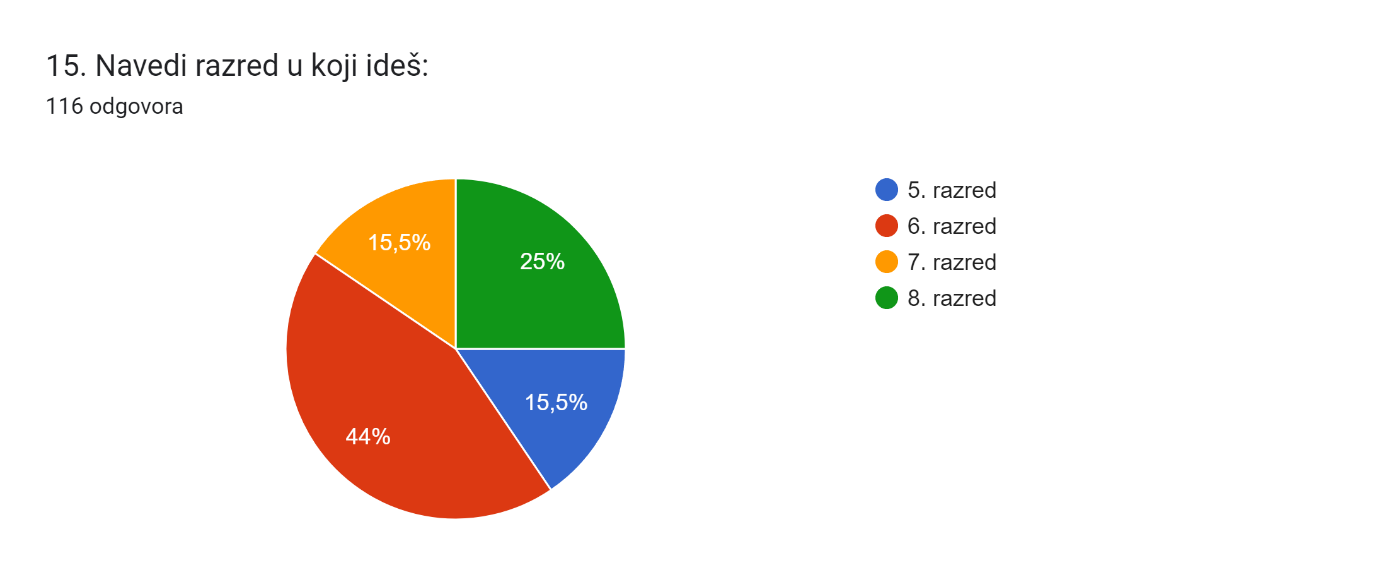 15. Navedi razred u koji ideš:
116 odgovora
5. razred
6. razred
7. razred
8. razred
15,5%
25%
15,5%
44%